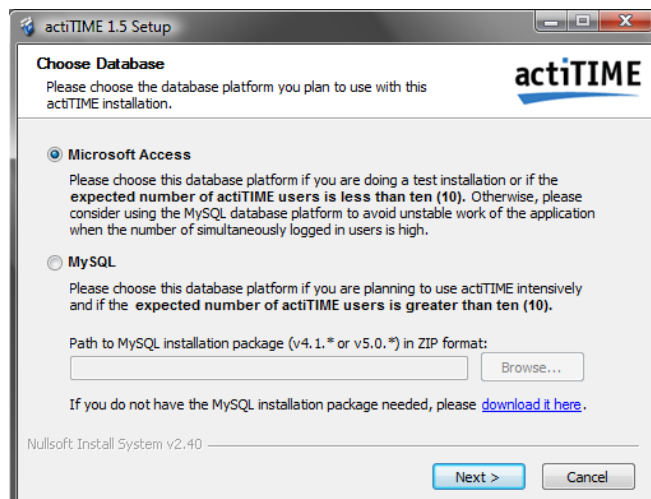 actiTIME 1.5 Setup
Choose Database
Please choose the database platform you plan to use with this
actiTIME installation.
actiTIME
Microsoft Access
Please choose this database platform if you are doing a test installation or if the
expected number of actiTIME users is less than ten (10). Otherwise, please
consider using the MySQL database platform to avoid unstable work of the application
when the number of simultaneously logged in users is high.
MySQL
Please choose this database platform if you are planning to use actiTIME intensively
and if the expected number of actiTIME users is greater than ten (10).
Path to MySQL installation package (v4.1.* or v5.0.*) in ZIP format:
Browse...
If you do not have the MySQL installation package needed, please download it here.
Nullsoft Install System v2.40
Next >
Cancel